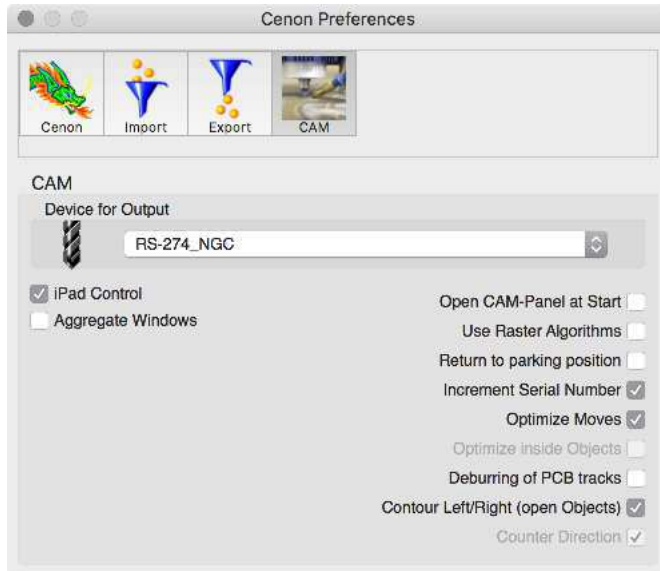 Cenon Preferences
Cenon Import Export CAM
CAM
Device for Output
RS-274_NGC
iPad Control
Aggregate Windows
Open CAM-Panel at Start
Use Raster Algorithms
Return to parking position
Increment Serial Number
Optimize Moves
Optimize inside Objects
Deburring of PCB tracks
Contour Left/Right (open Objects)
Counter Direction